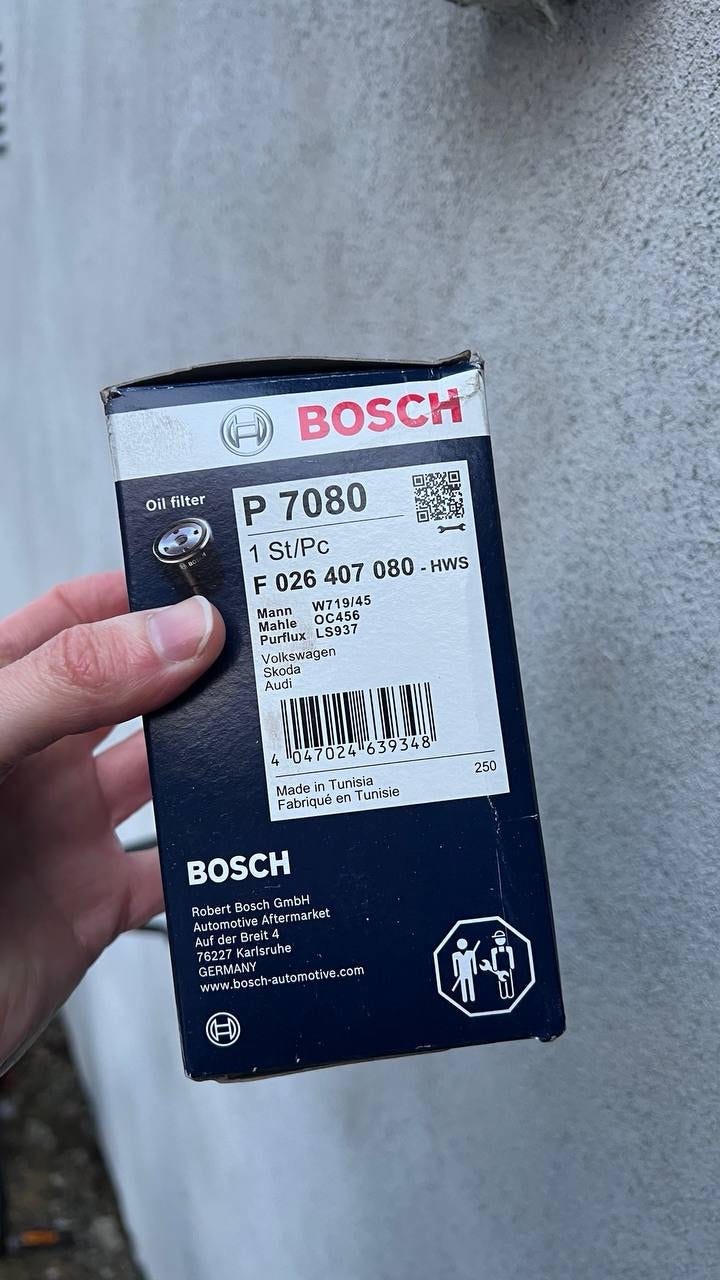 BOSCH
Oil filter
P 7080
1 St/Pc
F 026 407 080 - HWS
Mann W719/45
Mahle OC456
Purflux LS937
Volkswagen
Skoda
Audi
4 047024 639348
250
Made in Tunisia
Fabriqué en Tunisie
BOSCH
Robert Bosch GmbH
Automotive Aftermarket
Auf der Breit 4
76227 Karlsruhe
GERMANY
www.bosch-automotive.com